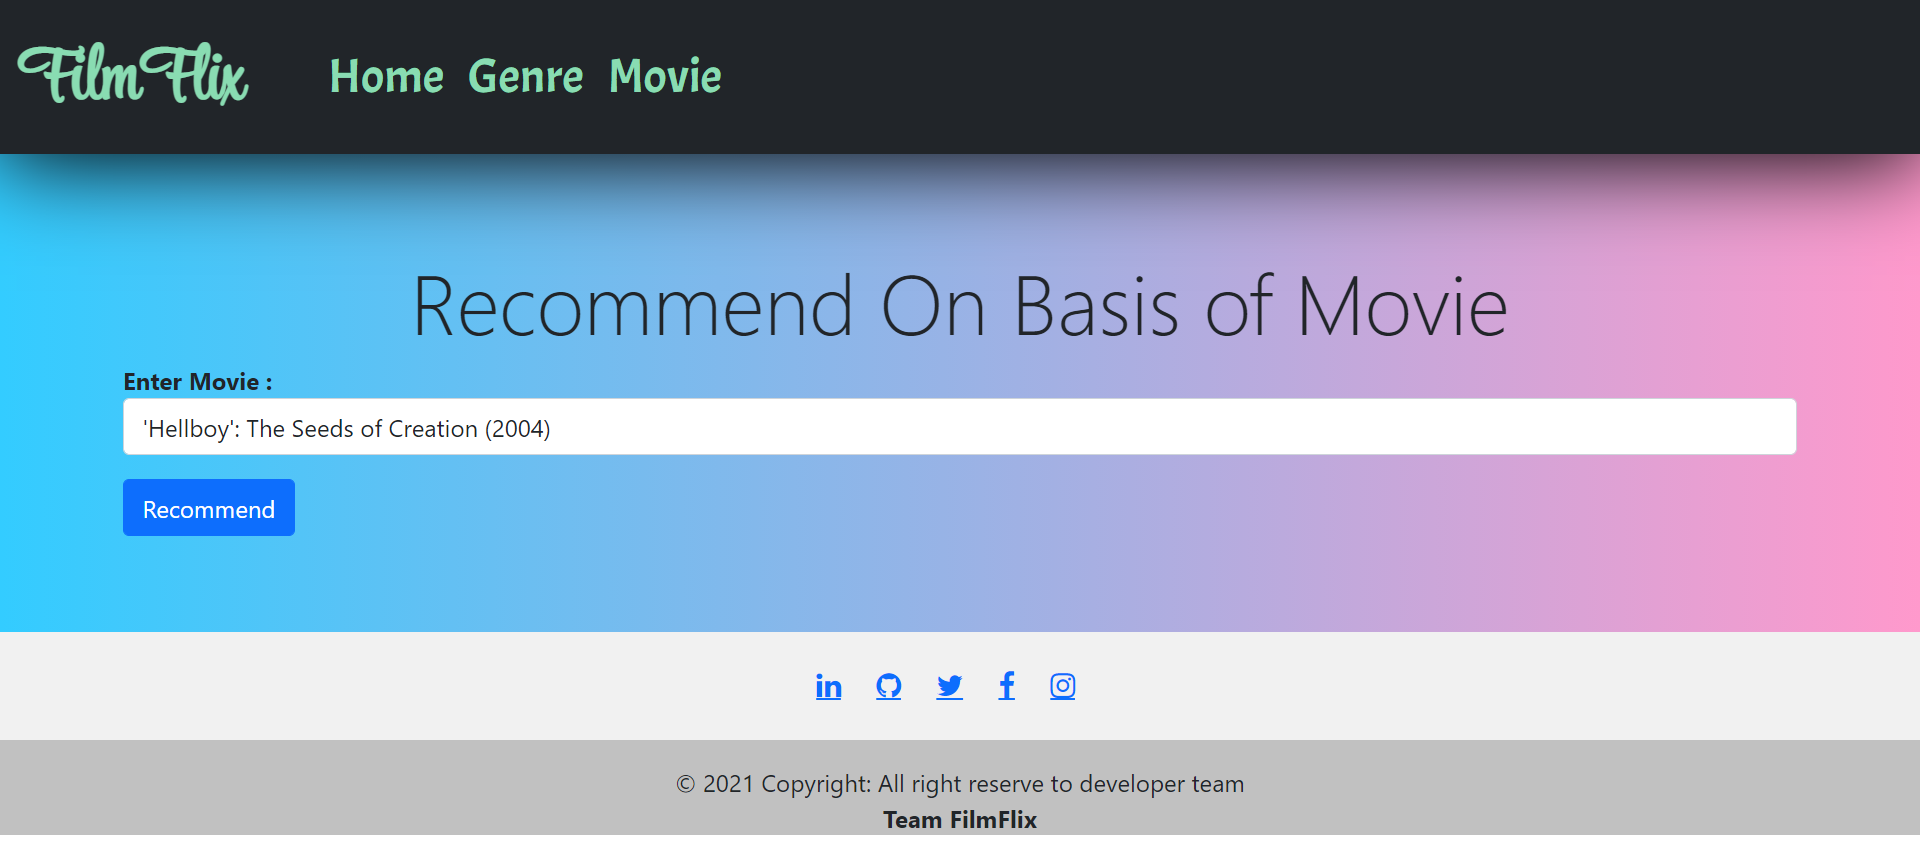 FilmFlix Home Genre Movie
Recommend On Basis of Movie
Enter Movie :
'Hellboy': The Seeds of Creation (2004)
Recommend
in f
© 2021 Copyright: All right reserve to developer team
Team FilmFlix